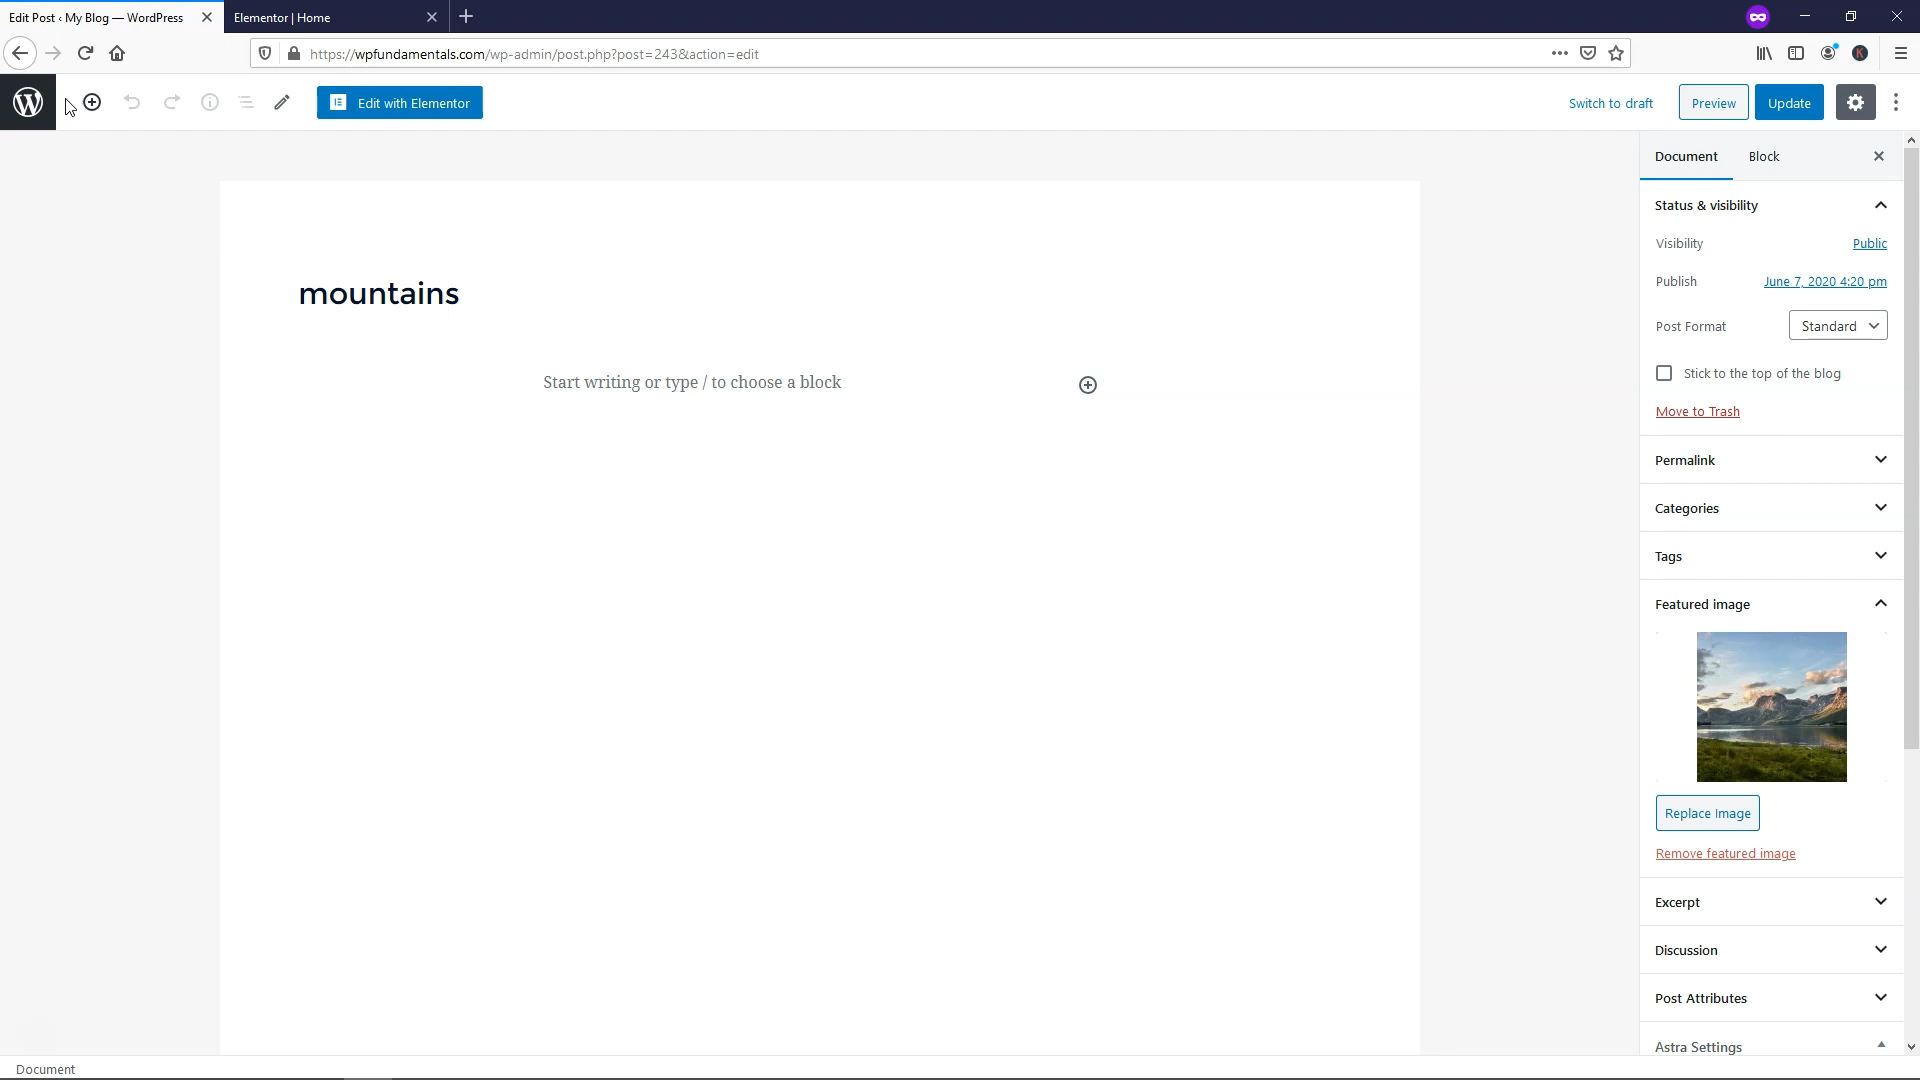 Edit Post ‹ My Blog — WordPress
Elementor | Home
https://wpfundamentals.com/wp-admin/post.php?post=243&action=edit
K
Edit with Elementor
Switch to draft
Preview
Update
Document
Block
Status & visibility
Visibility
Public
Publish
June 7, 2020 4:20 pm
Post Format
Standard
Stick to the top of the blog
Move to Trash
Permalink
Categories
Tags
Featured image
Replace Image
Remove featured image
Excerpt
Discussion
Post Attributes
Astra Settings
mountains
Start writing or type / to choose a block
Document